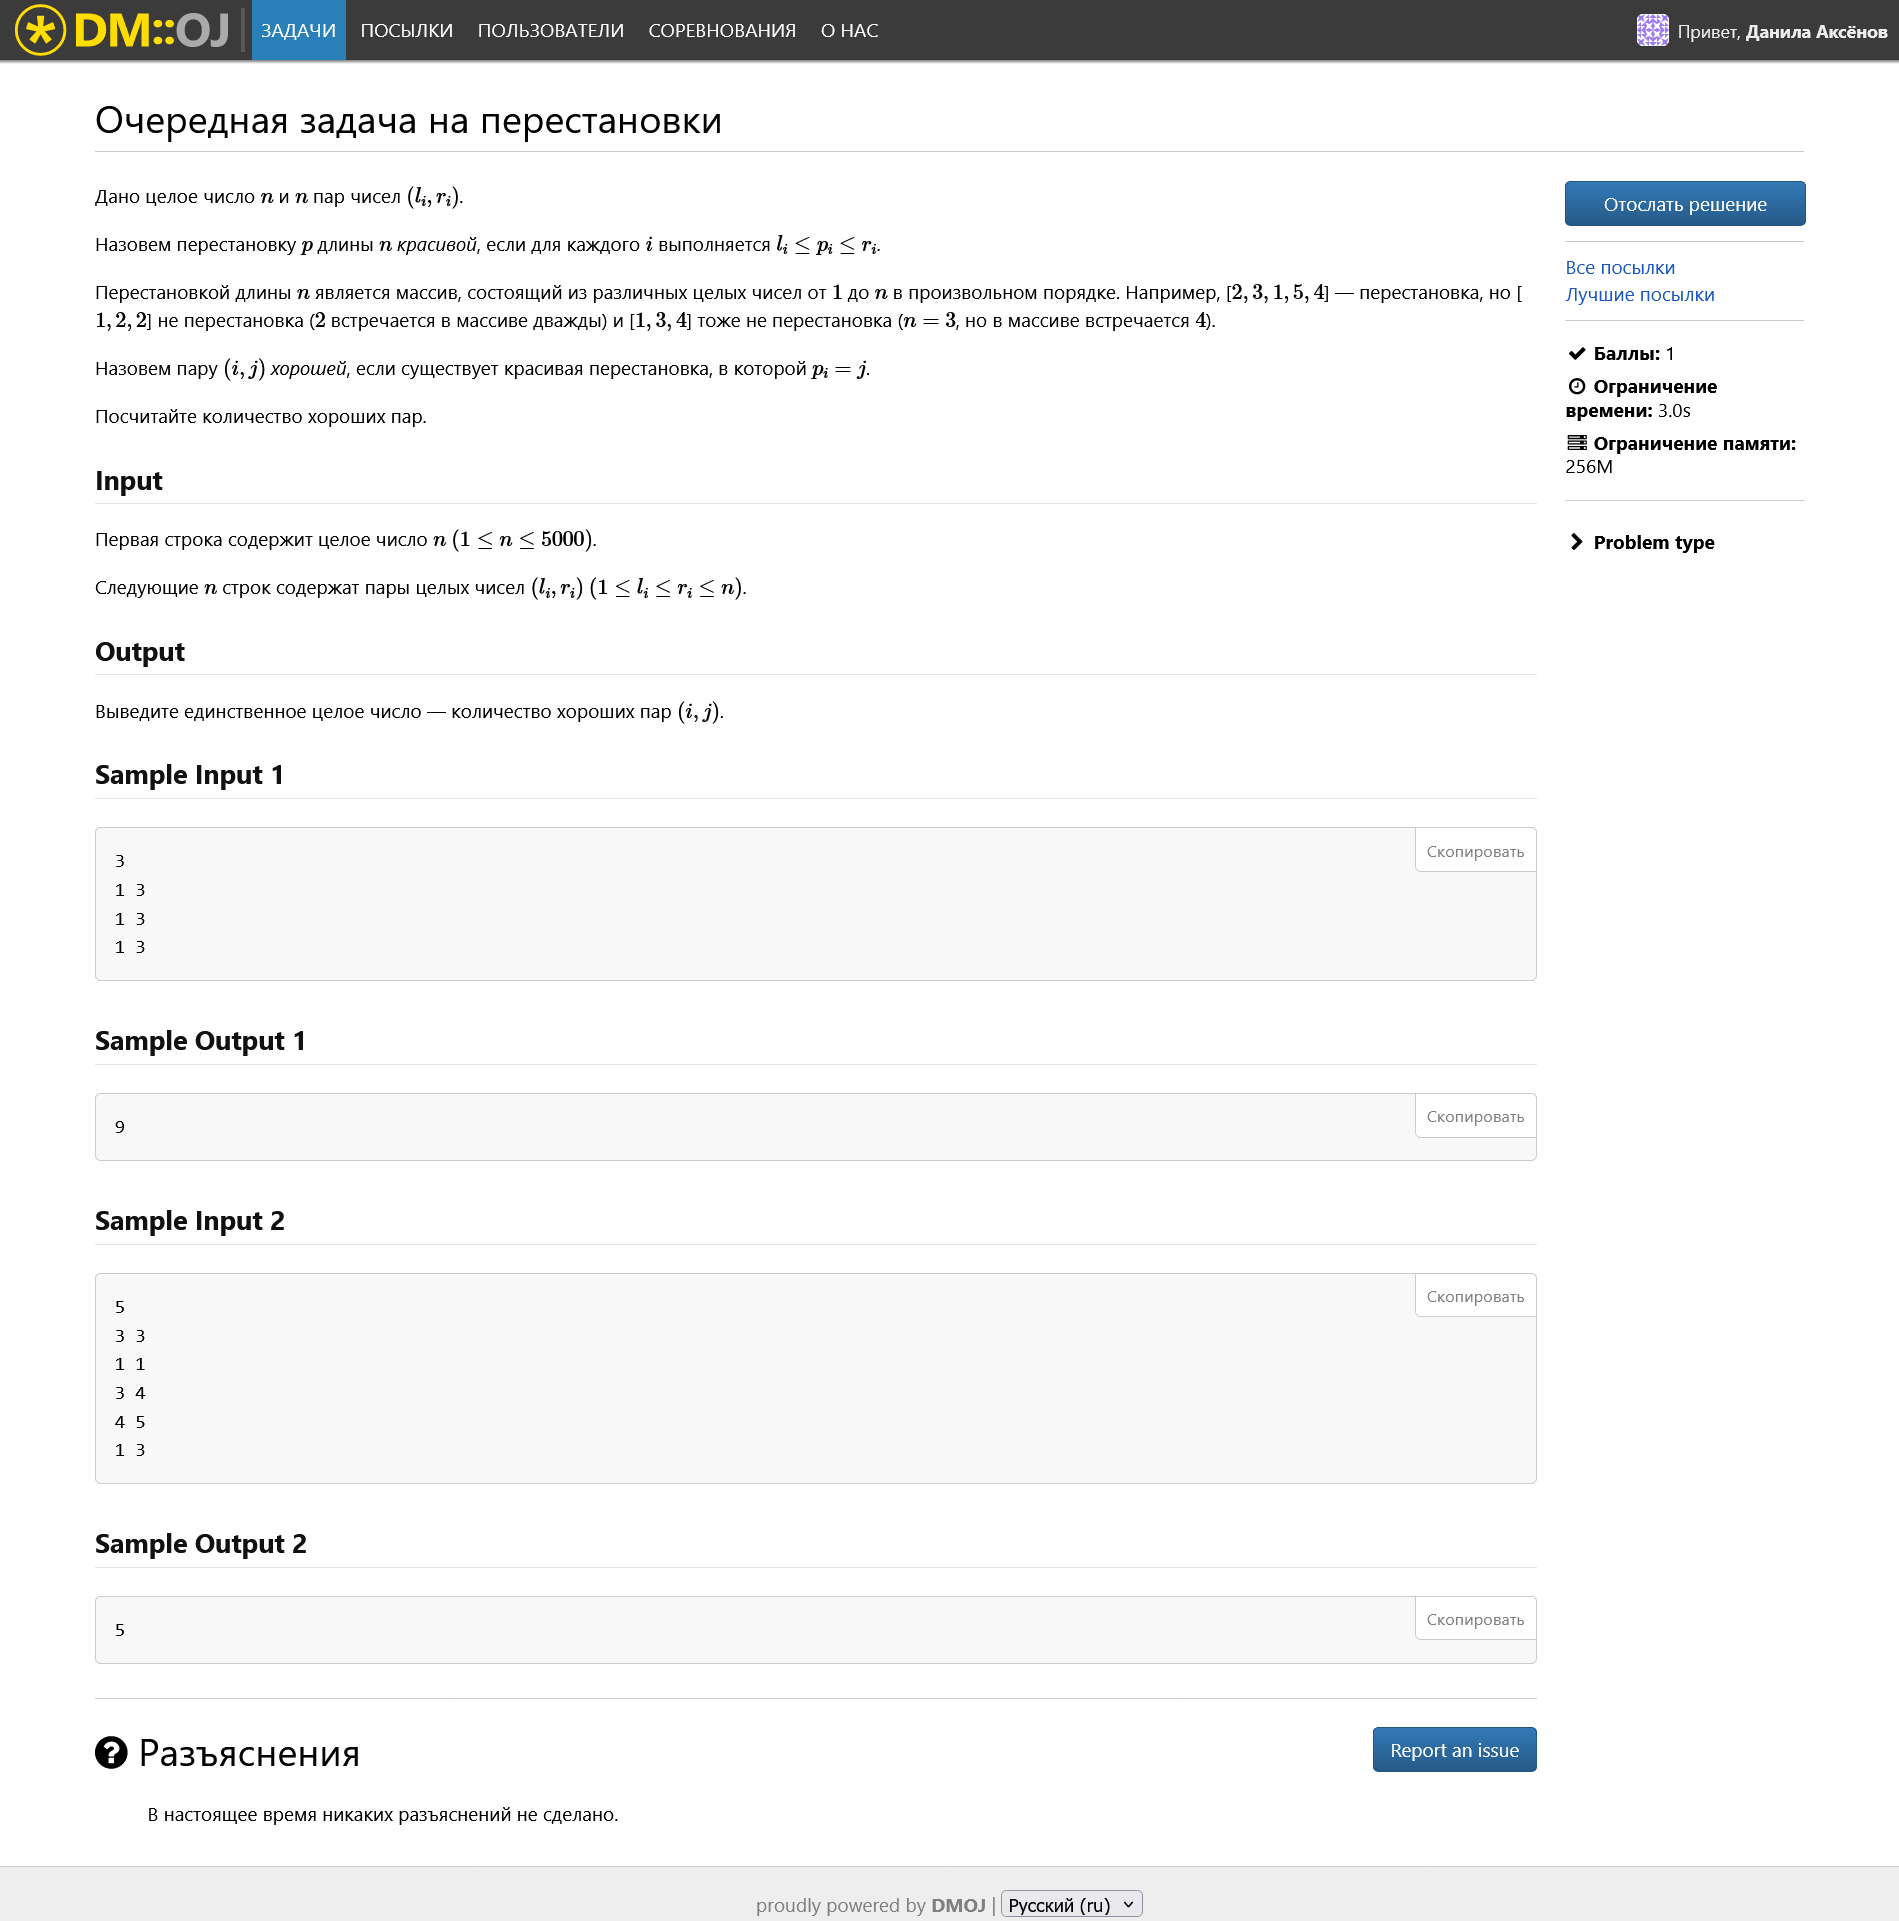 DM::OJ ЗАДАЧИ ПОСЫЛКИ ПОЛЬЗОВАТЕЛИ СОРЕВНОВАНИЯ О НАС Привет, Данила Аксёнов
Очередная задача на перестановки
Дано целое число n и n пар чисел (l_i, r_i).
Назовем перестановку p длины n красивой, если для каждого i выполняется l_i ≤ p_i ≤ r_i.
Перестановкой длины n является массив, состоящий из различных целых чисел от 1 до n в произвольном порядке. Например, [2, 3, 1, 5, 4] — перестановка, но [
1, 2, 2] не перестановка (2 встречается в массиве дважды) и [1, 3, 4] тоже не перестановка (n = 3, но в массиве встречается 4).
Назовем пару (i, j) хорошей, если существует красивая перестановка, в которой p_i = j.
Посчитайте количество хороших пар.
Input
Первая строка содержит целое число n (1 ≤ n ≤ 5000).
Следующие n строк содержат пары целых чисел (l_i, r_i) (1 ≤ l_i ≤ r_i ≤ n).
Output
Выведите единственное целое число — количество хороших пар (i, j).
Sample Input 1
Скопировать
3
1 3
1 3
1 3
Sample Output 1
Скопировать
9
Sample Input 2
Скопировать
5
3 3
1 1
3 4
4 5
1 3
Sample Output 2
Скопировать
5
Разъяснения
Report an issue
В настоящее время никаких разъяснений не сделано.
Отослать решение
Все посылки
Лучшие посылки
Баллы: 1
Ограничение
времени: 3.0s
Ограничение памяти:
256M
Problem type
proudly powered by DMOJ | Русский (ru)